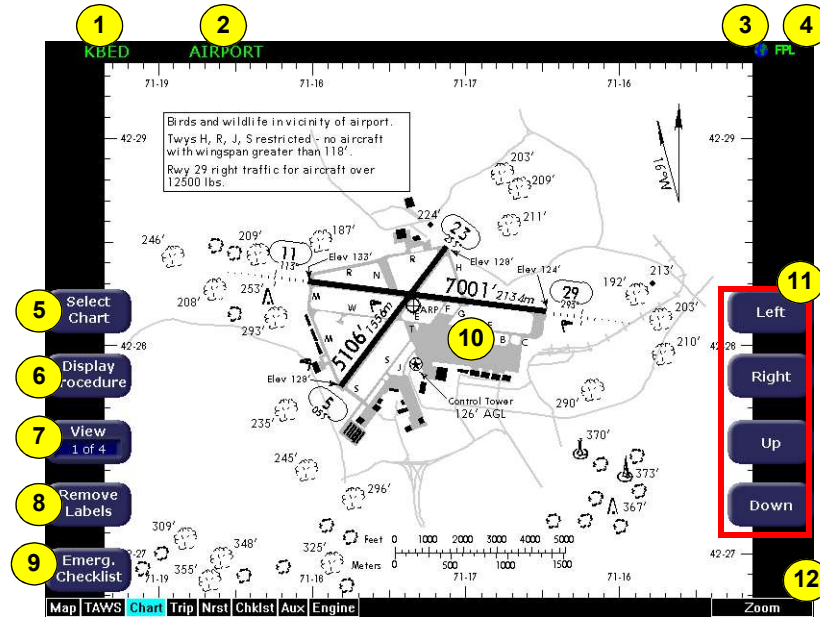 1
2
3
4
KBED
AIRPORT
FPL
71-19
71-18
71-17
71-16
Birds and wildlife in vicinity of airport.
Twys H, R, J, S restricted - no aircraft
with wingspan greater than 118'.
Rwy 29 right traffic for aircraft over
12500 lbs.
42-29
42-29
16°W
203'
209'
211'
224'
187'
209'
246'
23
255°
11
113°
Elev 133'
Elev 128'
Elev 124'
R
N
R
H
7001' 2134m
29
293°
192'
213'
11
253'
208'
293'
M
W
ARP
E
F
G
E
T
B
C
203'
210'
5
Select
Chart
Left
42-28
42-28
10
5106' 1556m
W
S
J
S
6
Display
rocedure
Right
Elev 128'
5
055°
Control Tower
126' AGL
290'
235'
7
View
1 of 4
Up
370'
373'
367'
245'
296'
8
Remove
Labels
Down
309'
348'
325'
355'
Feet 0 1000 2000 3000 4000 5000
Meters 0 500 1000 1500
42-27
42-27
9
Emerg.
Checklist
12
71-19
71-18
71-17
71-16
Map TAWS Chart Trip Nrst Chklst Aux Engine
Zoom